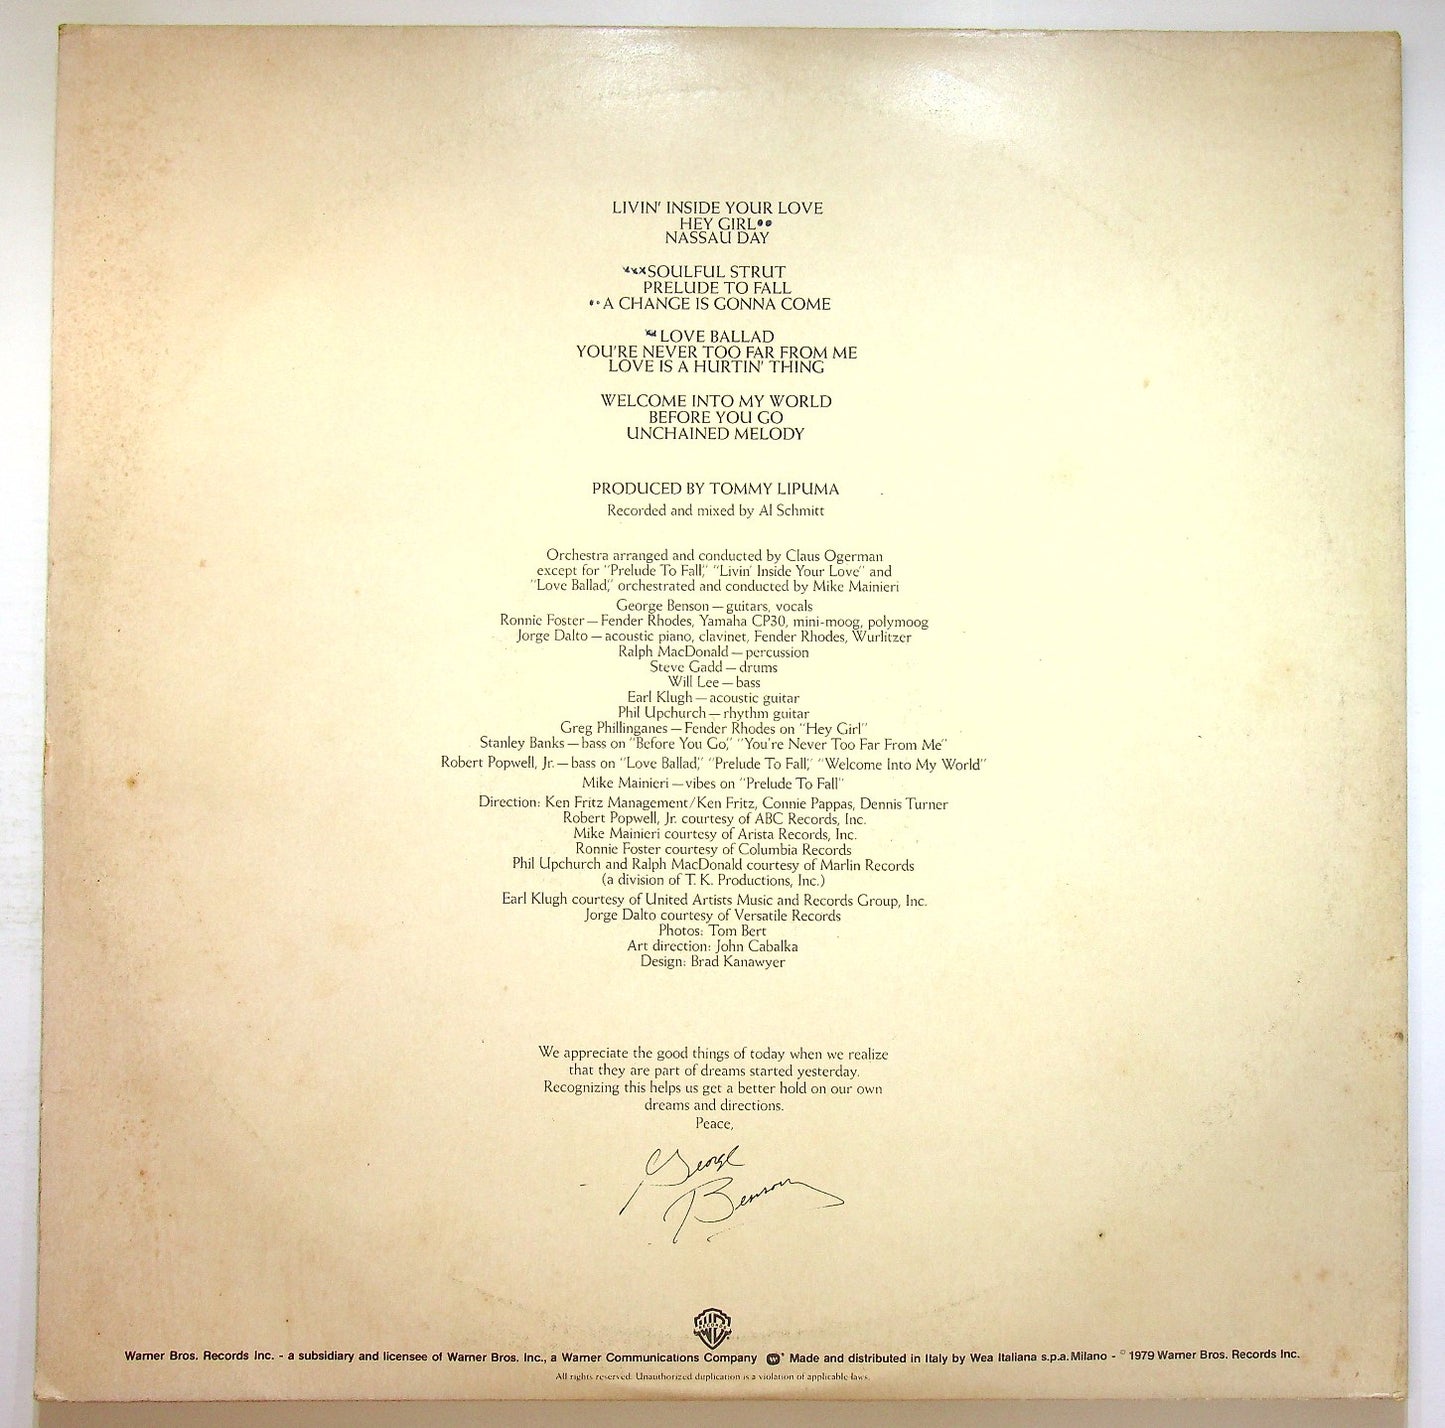 LIVIN' INSIDE YOUR LOVE
HEY GIRL
NASSAU DAY
SOULFUL STRUT
PRELUDE TO FALL
A CHANGE IS GONNA COME
LOVE BALLAD
YOU'RE NEVER TOO FAR FROM ME
LOVE IS A HURTIN' THING
WELCOME INTO MY WORLD
BEFORE YOU GO
UNCHAINED MELODY
PRODUCED BY TOMMY LIPUMA
Recorded and mixed by Al Schmitt
Orchestra arranged and conducted by Claus Ogerman
except for "Prelude To Fall," "Livin' Inside Your Love" and
"Love Ballad," orchestrated and conducted by Mike Mainieri
George Benson — guitars, vocals
Ronnie Foster — Fender Rhodes, Yamaha CP30, mini-moog, polymoog
Jorge Dalto — acoustic piano, clavinet, Fender Rhodes, Wurlitzer
Ralph MacDonald — percussion
Steve Gadd — drums
Will Lee — bass
Earl Klugh — acoustic guitar
Phil Upchurch — rhythm guitar
Greg Phillinganes — Fender Rhodes on "Hey Girl"
Stanley Banks — bass on "Before You Go," "You're Never Too Far From Me"
Robert Popwell, Jr. — bass on "Love Ballad," "Prelude To Fall," "Welcome Into My World"
Mike Mainieri — vibes on "Prelude To Fall"
Direction: Ken Fritz Management/Ken Fritz, Connie Pappas, Dennis Turner
Robert Popwell, Jr. courtesy of ABC Records, Inc.
Mike Mainieri courtesy of Arista Records, Inc.
Ronnie Foster courtesy of Columbia Records
Phil Upchurch and Ralph MacDonald courtesy of Marlin Records
(a division of T. K. Productions, Inc.)
Earl Klugh courtesy of United Artists Music and Records Group, Inc.
Jorge Dalto courtesy of Versatile Records
Photos: Tom Bert
Art direction: John Cabalka
Design: Brad Kanawyer
We appreciate the good things of today when we realize
that they are part of dreams started yesterday.
Recognizing this helps us get a better hold on our own
dreams and directions.
Peace,
George
Benson
Warner Bros. Records Inc. - a subsidiary and licensee of Warner Bros. Inc., a Warner Communications Company Made and distributed in Italy by Wea Italiana s.p.a. Milano - © 1979 Warner Bros. Records Inc.
All rights reserved. Unauthorized duplication is a violation of applicable laws.